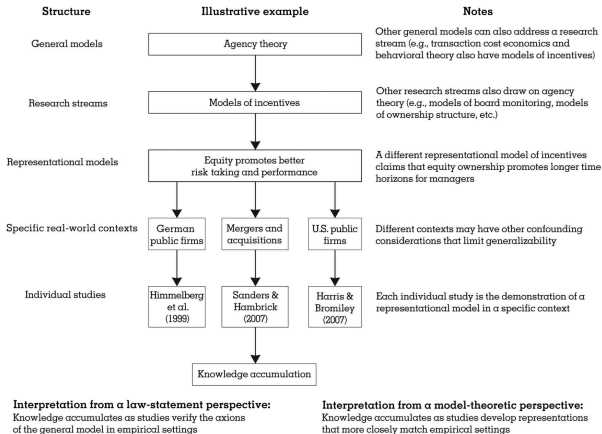 Structure
Illustrative example
Notes
General models
Agency theory
Other general models can also address a research
stream (e.g., transaction cost economics and
behavioral theory also have models of incentives)
Research streams
Models of incentives
Other research streams also draw on agency
theory (e.g., models of board monitoring, models
of ownership structure, etc.)
Representational models
Equity promotes better
risk taking and performance
A different representational model of incentives
claims that equity ownership promotes longer time
horizons for managers
Specific real-world contexts
German
public firms
Mergers and
acquisitions
U.S. public
firms
Different contexts may have other confounding
considerations that limit generalizability
Individual studies
Himmelberg
et al.
(1999)
Sanders &
Hambrick
(2007)
Harris &
Bromiley
(2007)
Each individual study is the demonstration of a
representational model in a specific context
Knowledge accumulation
Interpretation from a law-statement perspective:
Knowledge accumulates as studies verify the axions
of the general model in empirical settings
Interpretation from a model-theoretic perspective:
Knowledge accumulates as studies develop representations
that more closely match empirical settings